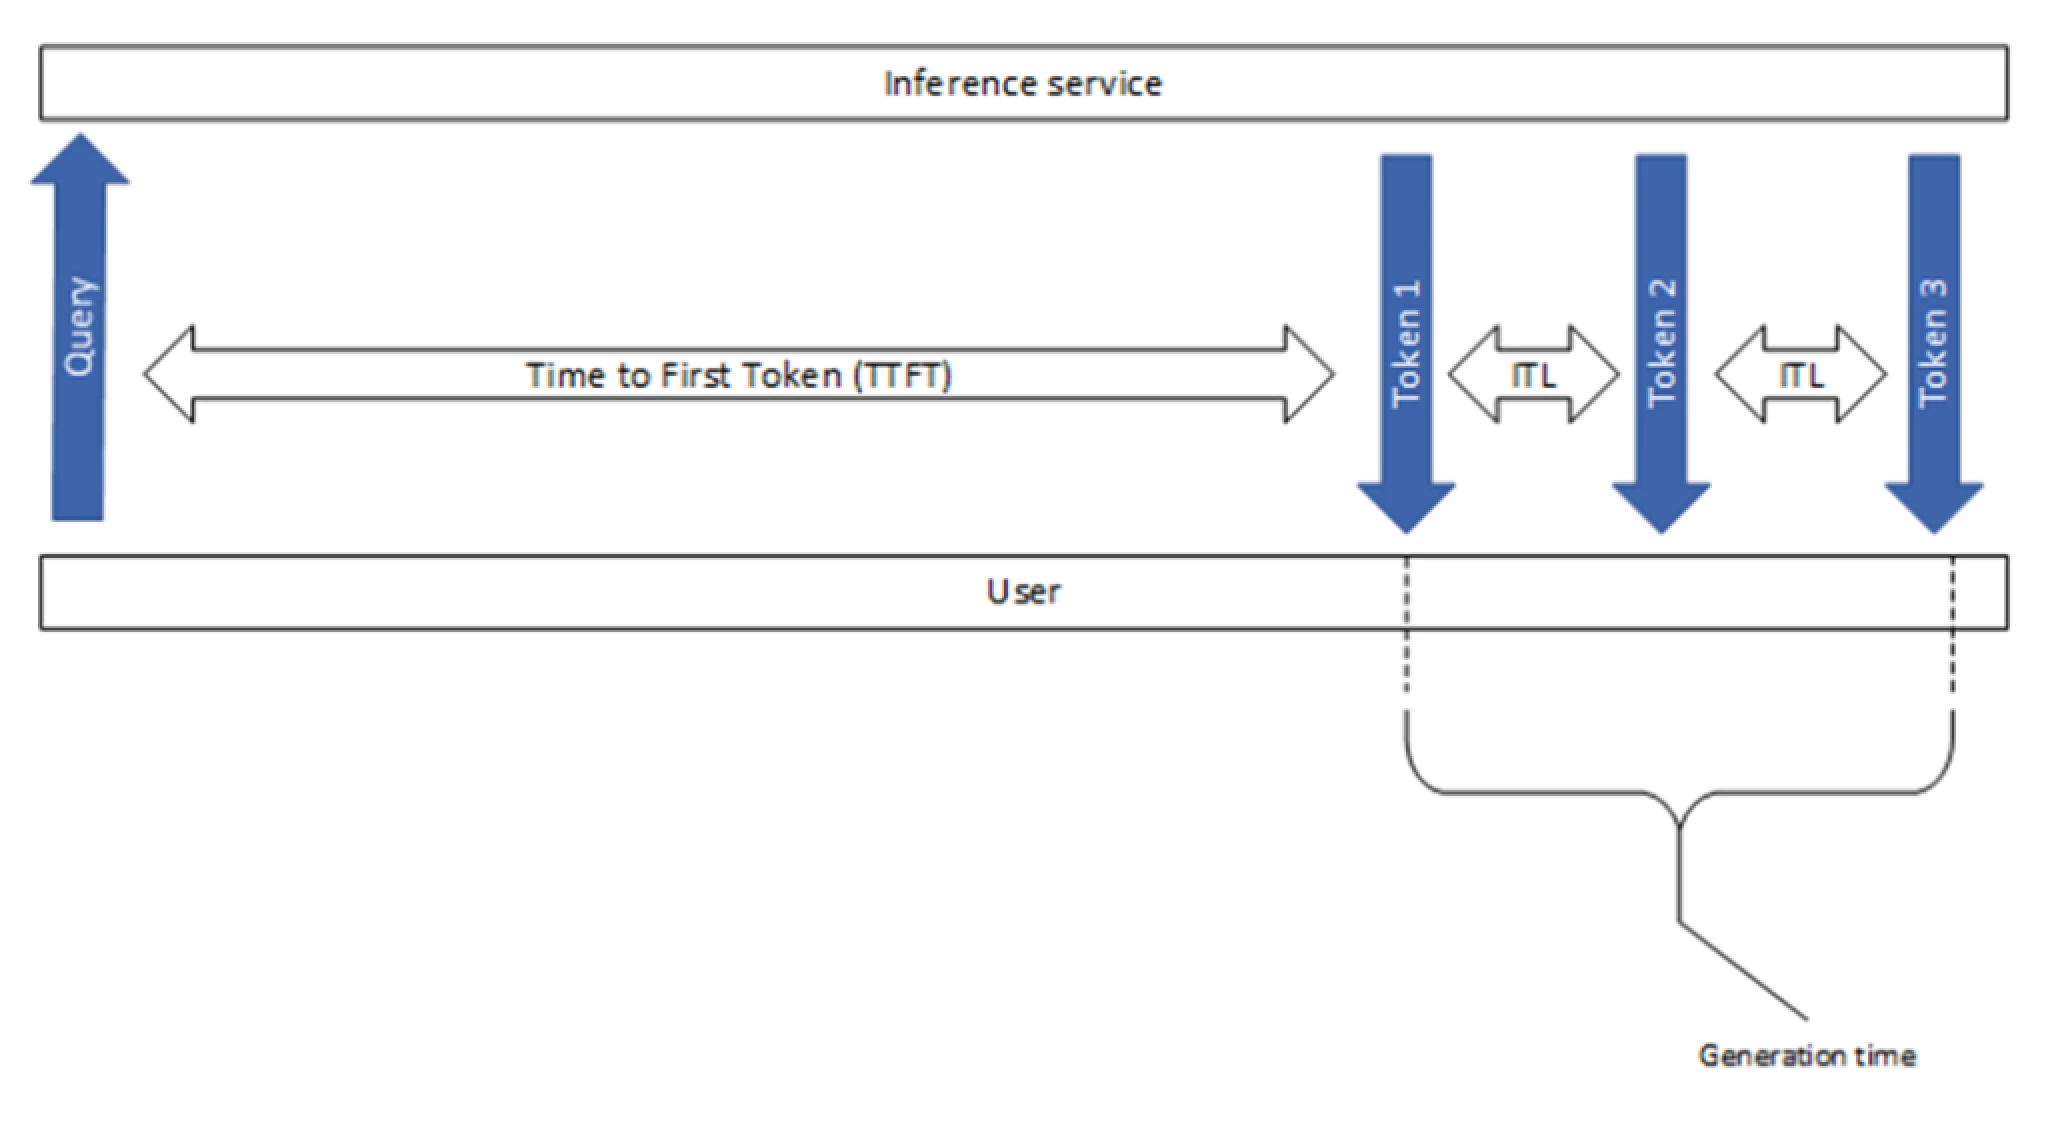 Inference service
Query
Time to First Token (TTFT)
Token 1
ITL
Token 2
ITL
Token 3
User
Generation time